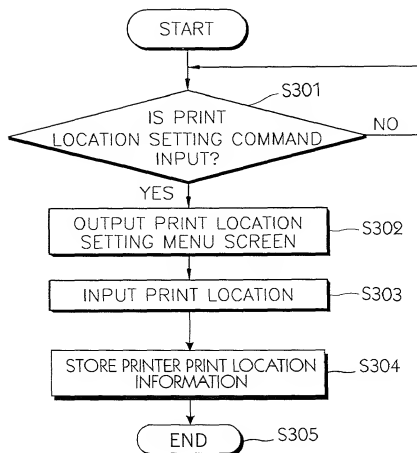 START
S301
IS PRINT
LOCATION SETTING COMMAND
INPUT?
NO
YES
OUTPUT PRINT LOCATION
SETTING MENU SCREEN
S302
INPUT PRINT LOCATION
S303
STORE PRINTER PRINT LOCATION
INFORMATION
S304
END
S305